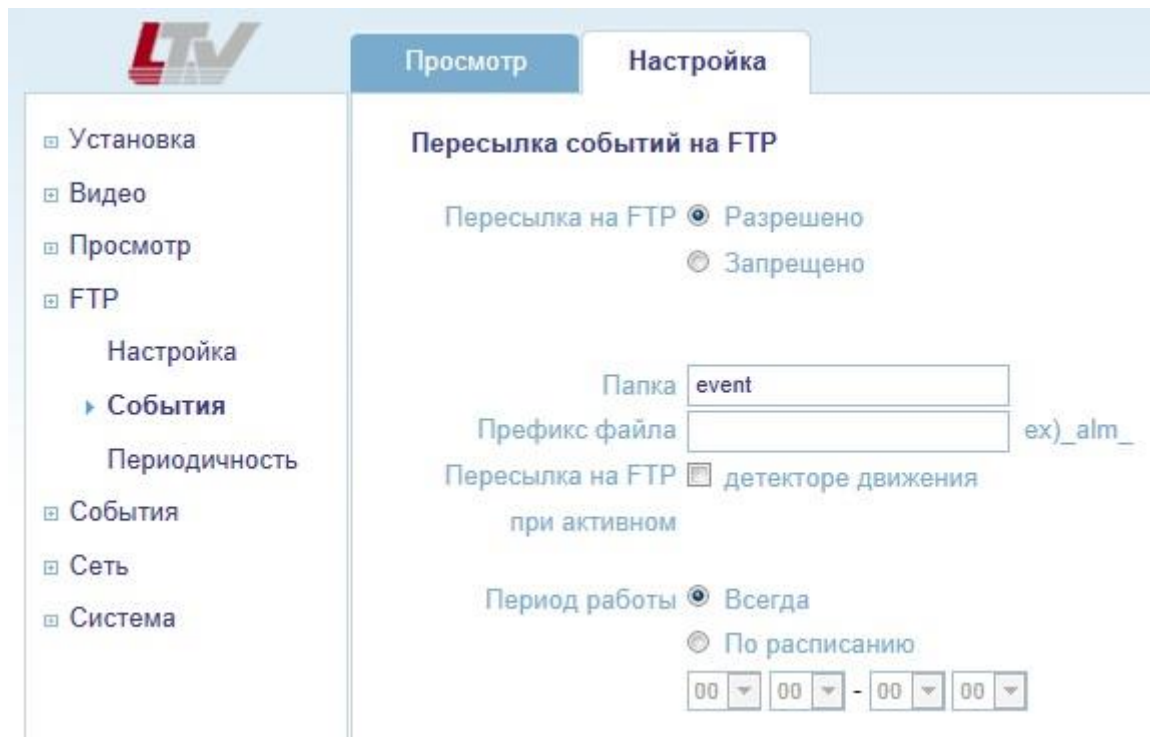 LTV
Просмотр
Настройка
Установка
Видео
Просмотр
FTP
Настройка
События
Периодичность
События
Сеть
Система
Пересылка событий на FTP
Пересылка на FTP Разрешено
Запрещено
Папка event
Префикс файла ex)_alm_
Пересылка на FTP детекторе движения
при активном
Период работы Всегда
По расписанию
00 00 - 00 00